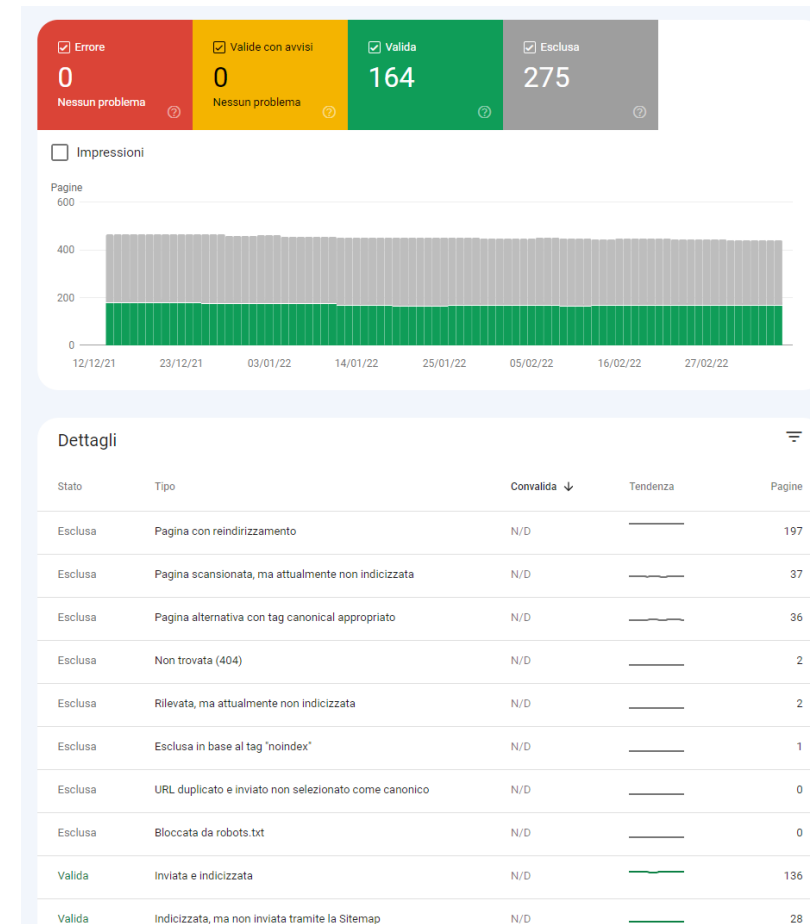 Errore
0
Nessun problema
Valide con avvisi
0
Nessun problema
Valida
164
Esclusa
275
Impressioni
Pagine
600
400
200
0
12/12/21 23/12/21 03/01/22 14/01/22 25/01/22 05/02/22 16/02/22 27/02/22
Dettagli
Stato Tipo Convalida Tendenza Pagine
Esclusa Pagina con reindirizzamento N/D 197
Esclusa Pagina scansionata, ma attualmente non indicizzata N/D 37
Esclusa Pagina alternativa con tag canonical appropriato N/D 36
Esclusa Non trovata (404) N/D 2
Esclusa Rilevata, ma attualmente non indicizzata N/D 2
Esclusa Esclusa in base al tag "noindex" N/D 1
Esclusa URL duplicato e inviato non selezionato come canonico N/D 0
Esclusa Bloccata da robots.txt N/D 0
Valida Inviata e indicizzata N/D 136
Valida Indicizzata, ma non inviata tramite la Sitemap N/D 28